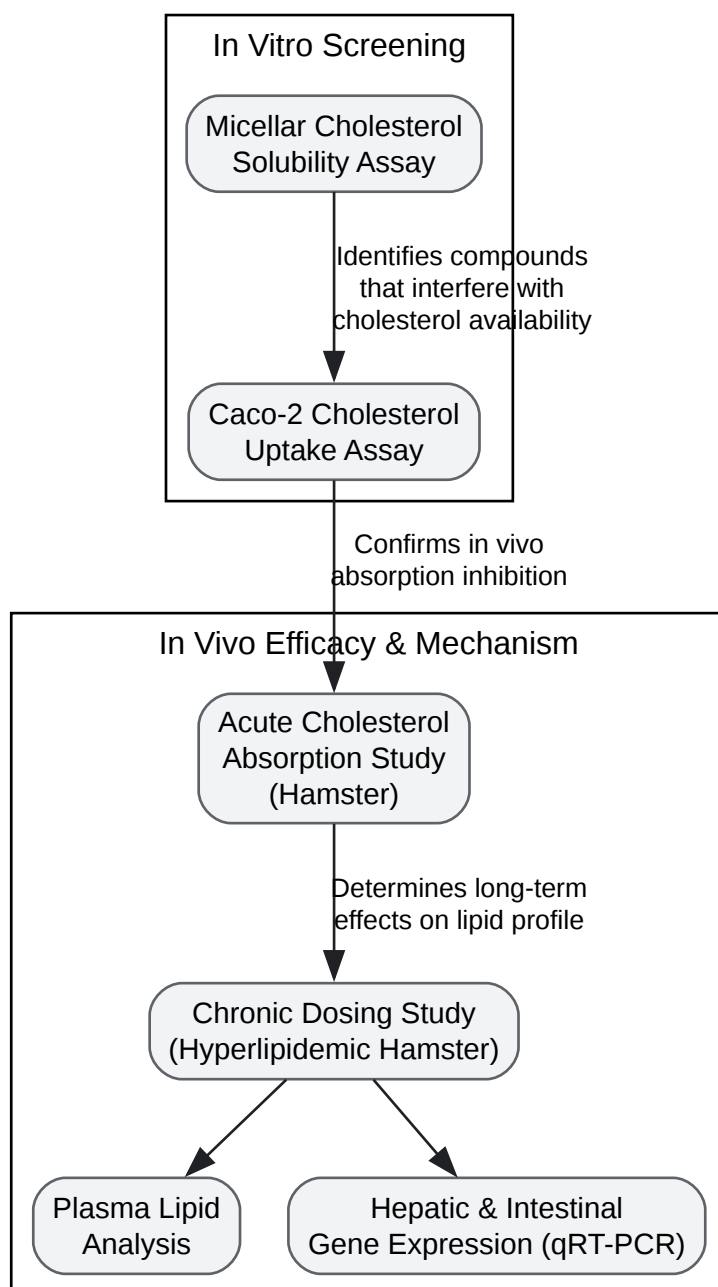 In Vitro Screening
Micellar Cholesterol
Solubility Assay
Identifies compounds
that interfere with
cholesterol availability
Caco-2 Cholesterol
Uptake Assay
Confirms in vivo
absorption inhibition
In Vivo Efficacy & Mechanism
Acute Cholesterol
Absorption Study
(Hamster)
Determines long-term
effects on lipid profile
Chronic Dosing Study
(Hyperlipidemic Hamster)
Plasma Lipid
Analysis
Hepatic & Intestinal
Gene Expression (qRT-PCR)